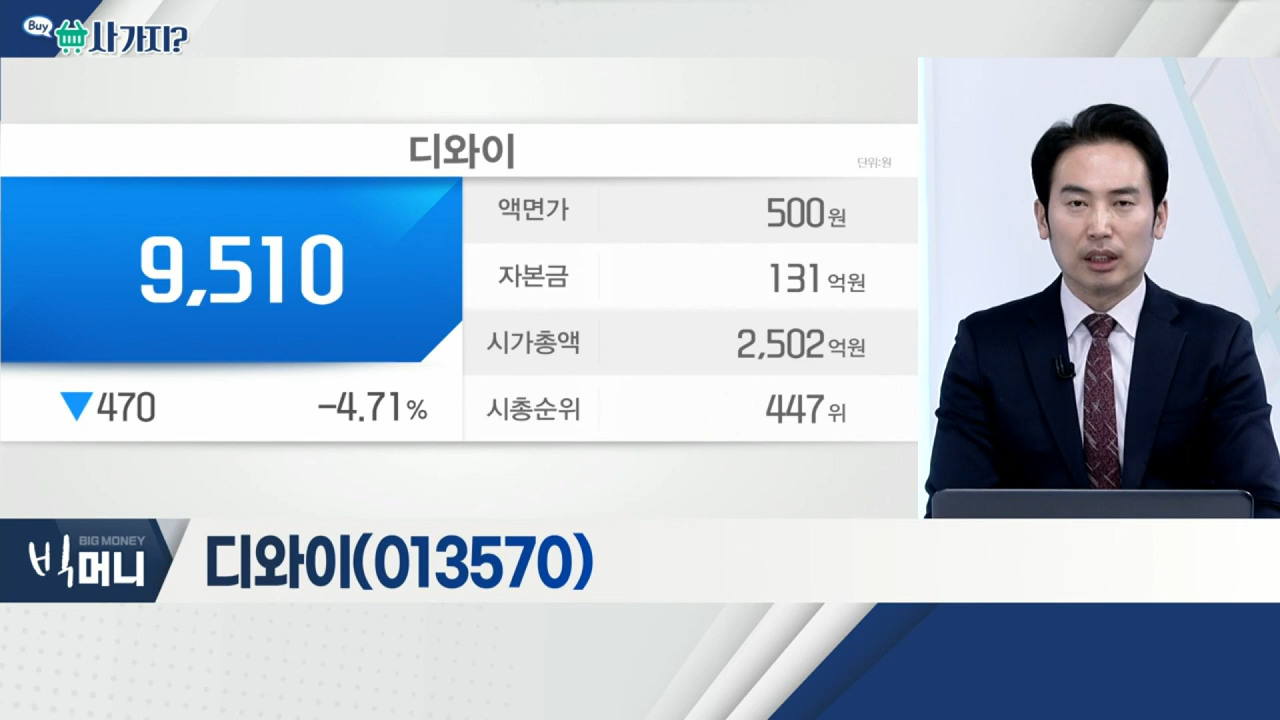 Buy
사가지?
디와이
단위:원
9,510
▼470 -4.71%
액면가 500원
자본금 131억원
시가총액 2,502억원
시총순위 447위
BIG MONEY
빅머니
디와이(013570)